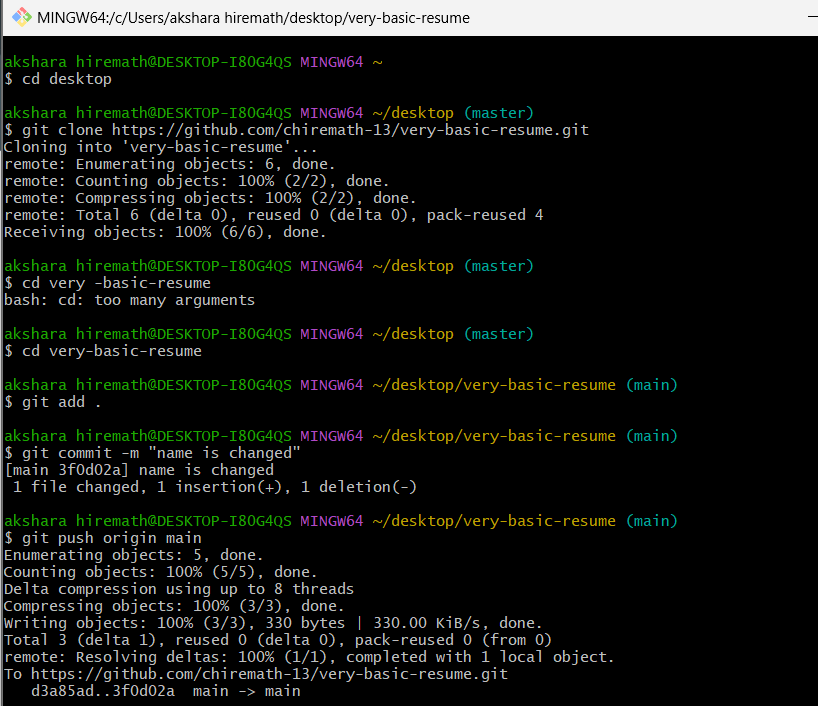 MINGW64:/c/Users/akshara hiremath/desktop/very-basic-resume
akshara hiremath@DESKTOP-I8OG4QS MINGW64 ~
$ cd desktop
akshara hiremath@DESKTOP-I8OG4QS MINGW64 ~/desktop (master)
$ git clone https://github.com/chiremath-13/very-basic-resume.git
Cloning into 'very-basic-resume'...
remote: Enumerating objects: 6, done.
remote: Counting objects: 100% (2/2), done.
remote: Compressing objects: 100% (2/2), done.
remote: Total 6 (delta 0), reused 0 (delta 0), pack-reused 4
Receiving objects: 100% (6/6), done.
akshara hiremath@DESKTOP-I8OG4QS MINGW64 ~/desktop (master)
$ cd very -basic-resume
bash: cd: too many arguments
akshara hiremath@DESKTOP-I8OG4QS MINGW64 ~/desktop (master)
$ cd very-basic-resume
akshara hiremath@DESKTOP-I8OG4QS MINGW64 ~/desktop/very-basic-resume (main)
$ git add .
akshara hiremath@DESKTOP-I8OG4QS MINGW64 ~/desktop/very-basic-resume (main)
$ git commit -m "name is changed"
[main 3f0d02a] name is changed
 1 file changed, 1 insertion(+), 1 deletion(-)
akshara hiremath@DESKTOP-I8OG4QS MINGW64 ~/desktop/very-basic-resume (main)
$ git push origin main
Enumerating objects: 5, done.
Counting objects: 100% (5/5), done.
Delta compression using up to 8 threads
Compressing objects: 100% (3/3), done.
Writing objects: 100% (3/3), 330 bytes | 330.00 KiB/s, done.
Total 3 (delta 1), reused 0 (delta 0), pack-reused 0 (from 0)
remote: Resolving deltas: 100% (1/1), completed with 1 local object.
To https://github.com/chiremath-13/very-basic-resume.git
   d3a85ad..3f0d02a  main -> main